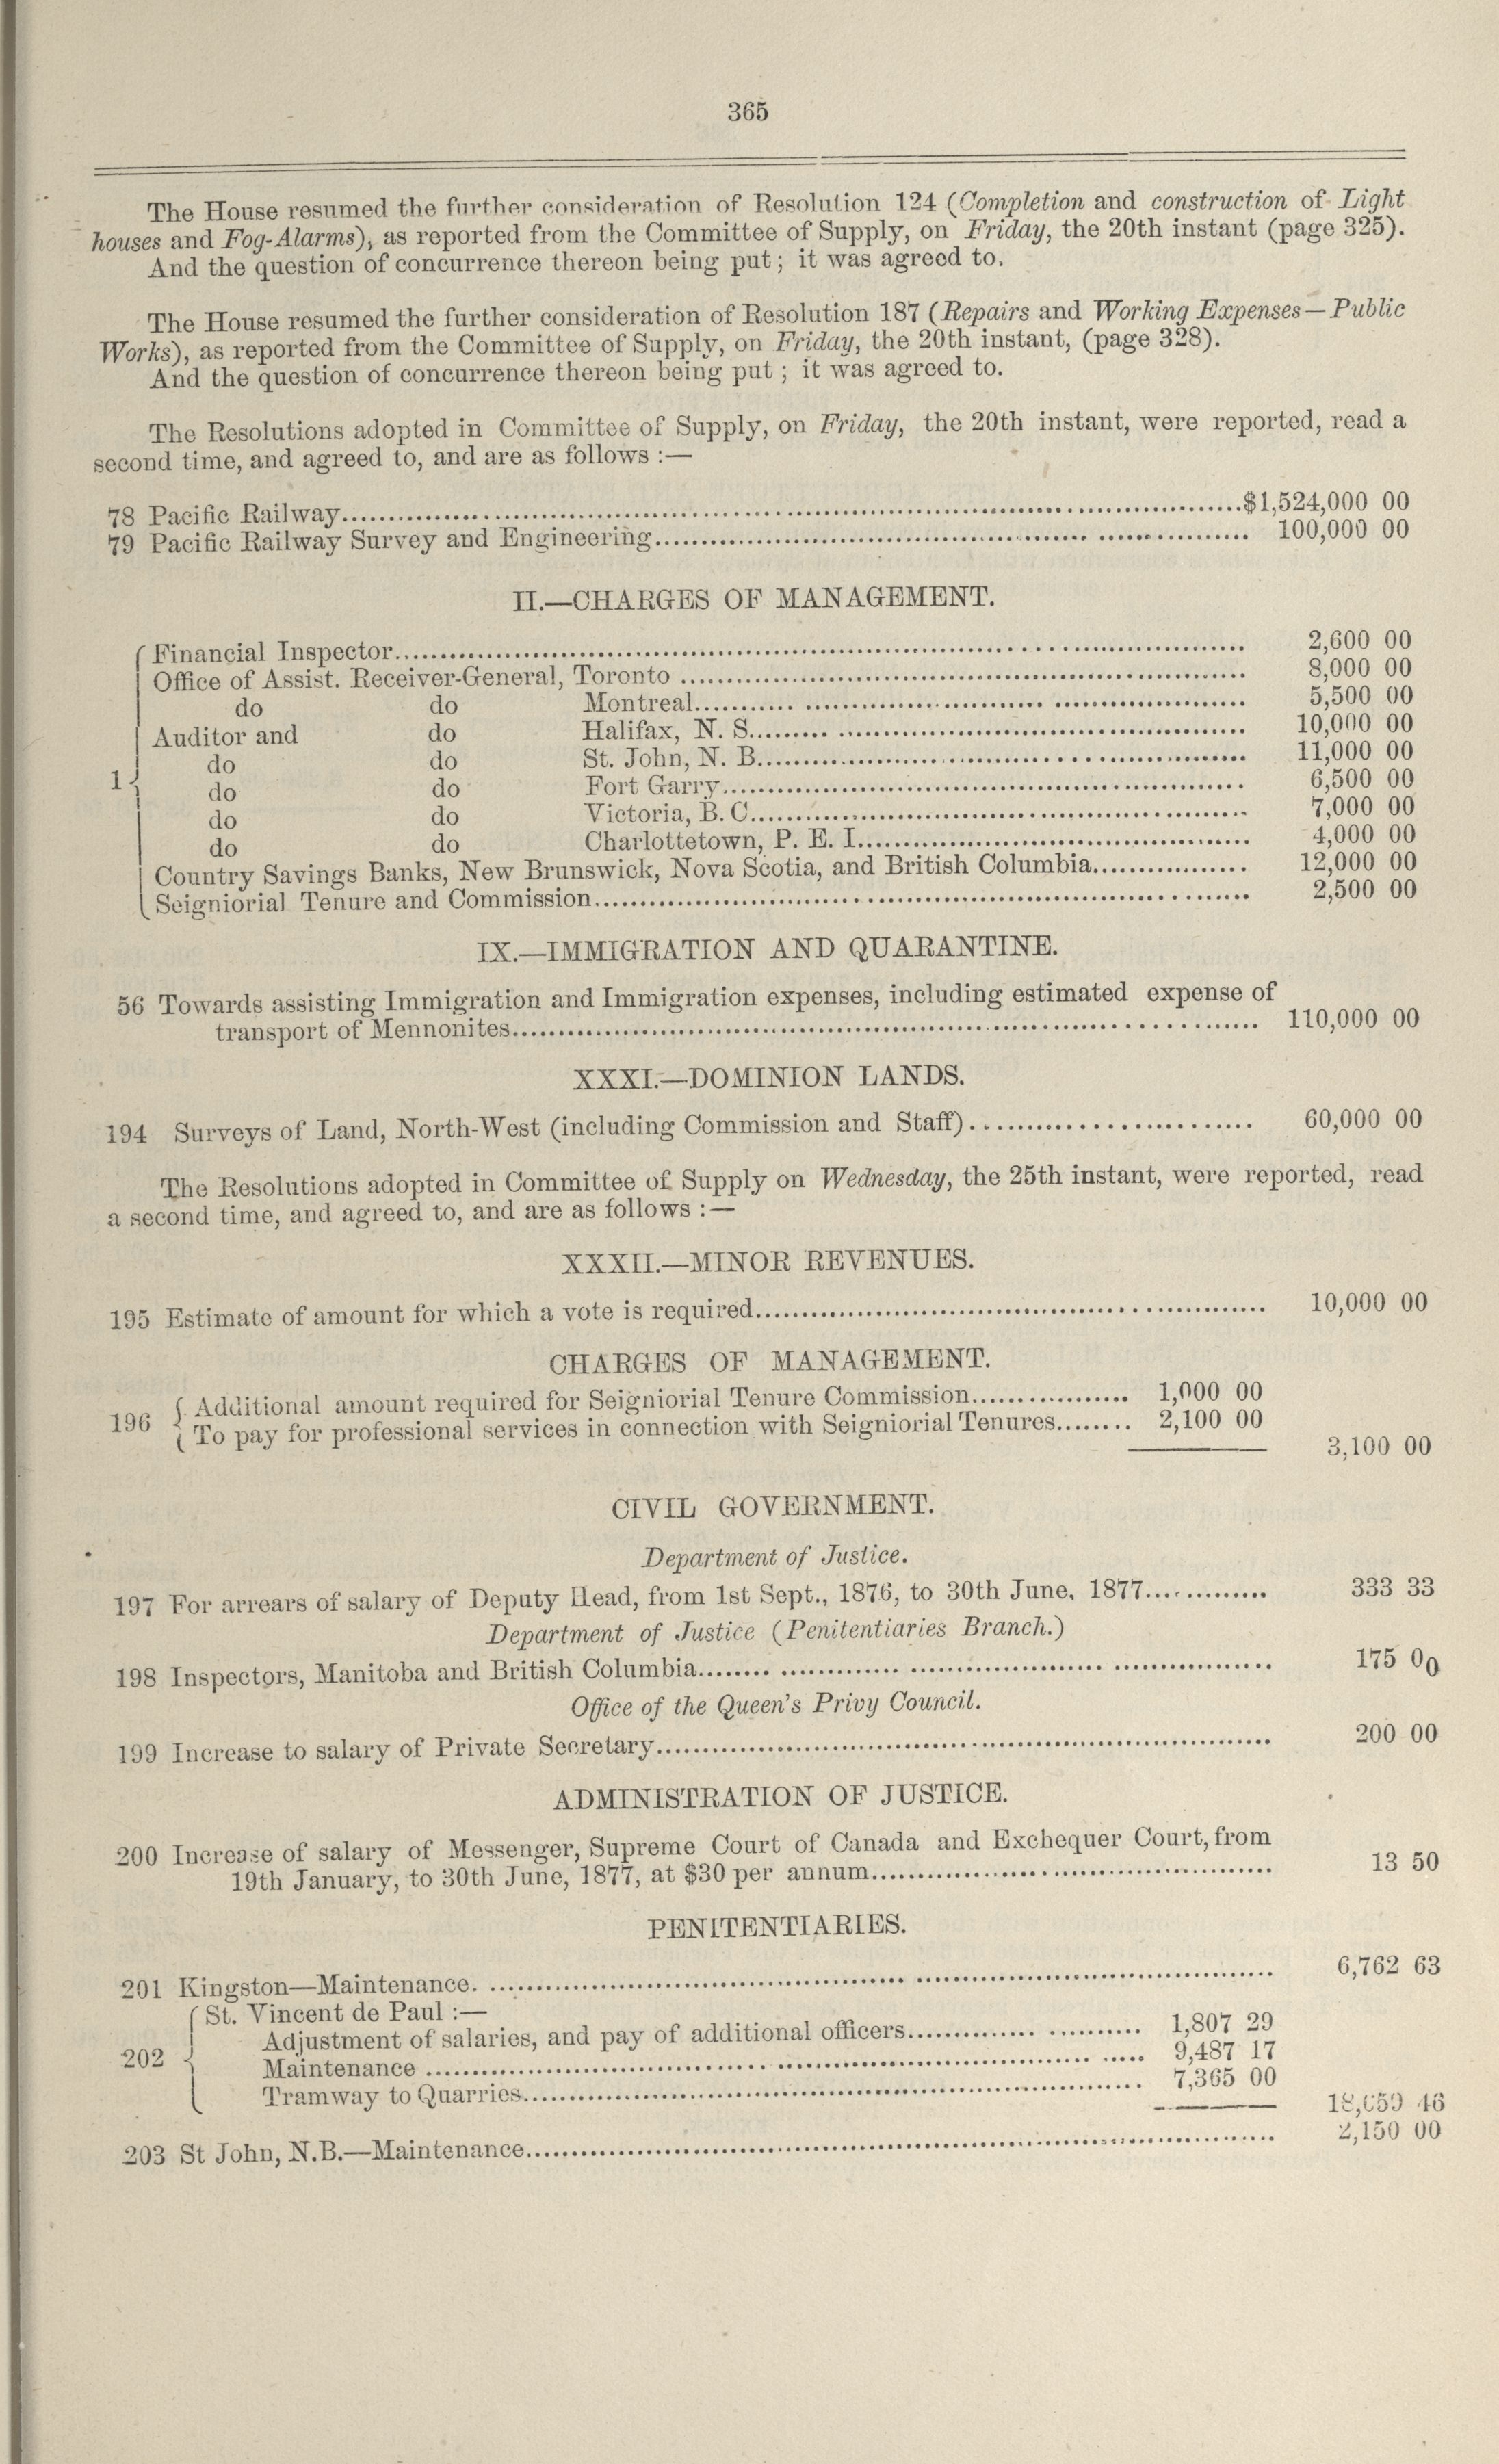 365
The House resumed the further consideration of Resolution 124 (Completion and construction of Light
houses and Fog-Alarms), as reported from the Committee of Supply, on Friday, the 20th instant (page 325).
And the question of concurrence thereon being put; it was agreed to.
The House resumed the further consideration of Resolution 187 (Repairs and Working Expenses—Public
Works), as reported from the Committee of Supply, on Friday, the 20th instant, (page 328).
And the question of concurrence thereon being put; it was agreed to.
The Resolutions adopted in Committee of Supply, on Friday, the 20th instant, were reported, read a
second time, and agreed to, and are as follows :—
78 Pacific Railway........ $1,524,000 00
79 Pacific Railway Survey and Engineering........ 100,000 00
II.—CHARGES OF MANAGEMENT.
Financial Inspector........ 2,600 00
Office of Assist. Receiver-General, Toronto ........ 8,000 00
do do Montreal........ 5,500 00
Auditor and do Halifax, N. S........ 10,000 00
do do St. John, N. B........ 11,000 00
1 do do Fort Garry........ 6,500 00
do do Victoria, B. C........ 7,000 00
do do Charlottetown, P. E. I........ 4,000 00
Country Savings Banks, New Brunswick, Nova Scotia, and British Columbia........ 12,000 00
Seigniorial Tenure and Commission........ 2,500 00
IX.—IMMIGRATION AND QUARANTINE.
56 Towards assisting Immigration and Immigration expenses, including estimated expense of
transport of Mennonites........ 110,000 00
XXXI.—DOMINION LANDS.
194 Surveys of Land, North-West (including Commission and Staff)........ 60,000 00
The Resolutions adopted in Committee of Supply on Wednesday, the 25th instant, were reported, read
a second time, and agreed to, and are as follows :—
XXXII.—MINOR REVENUES.
195 Estimate of amount for which a vote is required........ 10,000 00
CHARGES OF MANAGEMENT.
196 Additional amount required for Seigniorial Tenure Commission........ 1,000 00
To pay for professional services in connection with Seigniorial Tenures........ 2,100 00
3,100 00
CIVIL GOVERNMENT.
Department of Justice.
197 For arrears of salary of Deputy Head, from 1st Sept., 1876, to 30th June, 1877........ 333 33
Department of Justice (Penitentiaries Branch.)
198 Inspectors, Manitoba and British Columbia........ 175 00
Office of the Queen's Privy Council.
199 Increase to salary of Private Secretary........ 200 00
ADMINISTRATION OF JUSTICE.
200 Increase of salary of Messenger, Supreme Court of Canada and Exchequer Court, from
19th January, to 30th June, 1877, at $30 per annum........ 13 50
PENITENTIARIES.
201 Kingston—Maintenance........ 6,762 63
St. Vincent de Paul :—
Adjustment of salaries, and pay of additional officers........ 1,807 29
202 Maintenance ........ 9,487 17
Tramway to Quarries........ 7,365 00
18,659 46
203 St John, N.B.—Maintenance........ 2,150 00